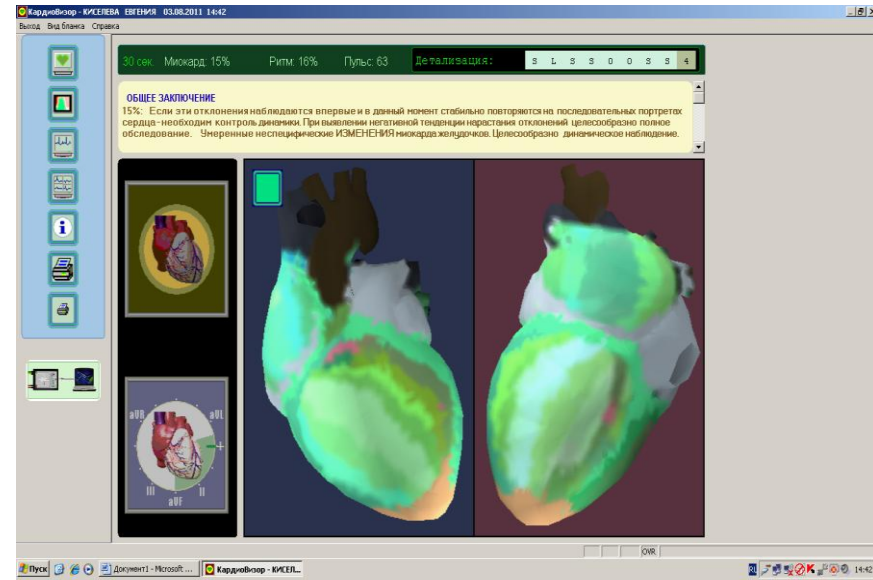 КардиоВизор - КИСЕЛЕВА ЕВГЕНИЯ 03.08.2011 14:42
Выход Вид бланка Справка
30 сек. Миокард: 15% Ритм: 16% Пульс: 63 Детализация: S L S S 0 0 S S 4
ОБЩЕЕ ЗАКЛЮЧЕНИЕ
15%: Если эти отклонения наблюдаются впервые и в данный момент стабильно повторяются на последовательных портретах
сердца - необходим контроль динамики. При выявлении негативной тенденции нарастания отклонений целесообразно полное
обследование. Умеренные неспецифические ИЗМЕНЕНИЯ миокарда желудочков. Целесообразно динамическое наблюдение.
aVR aVL
III II
aVF
OVR
Пуск Документ1 - Microsoft ... КардиоВизор - КИСЕЛ... 14:42